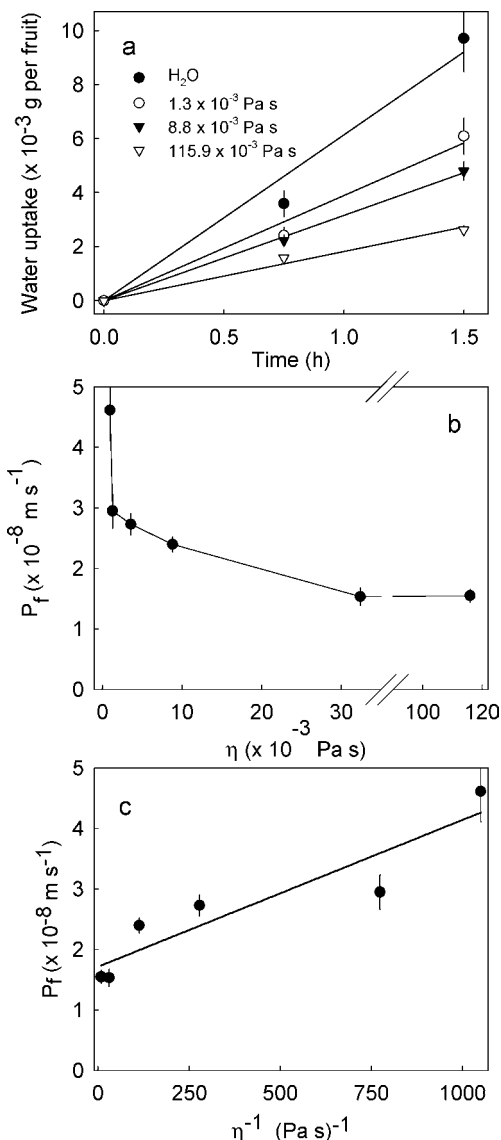 a
H₂O
1.3 x 10⁻³ Pa s
8.8 x 10⁻³ Pa s
115.9 x 10⁻³ Pa s
Water uptake (x 10⁻³ g per fruit)
10
8
6
4
2
0
0.0 0.5 1.0 1.5
Time (h)
b
P_f (x 10⁻⁸ m s⁻¹)
5
4
3
2
1
0
0 10 20 30 100 120
η (x 10⁻³ Pa s)
c
P_f (x 10⁻⁸ m s⁻¹)
5
4
3
2
1
0
0 250 500 750 1000
η⁻¹ (Pa s)⁻¹